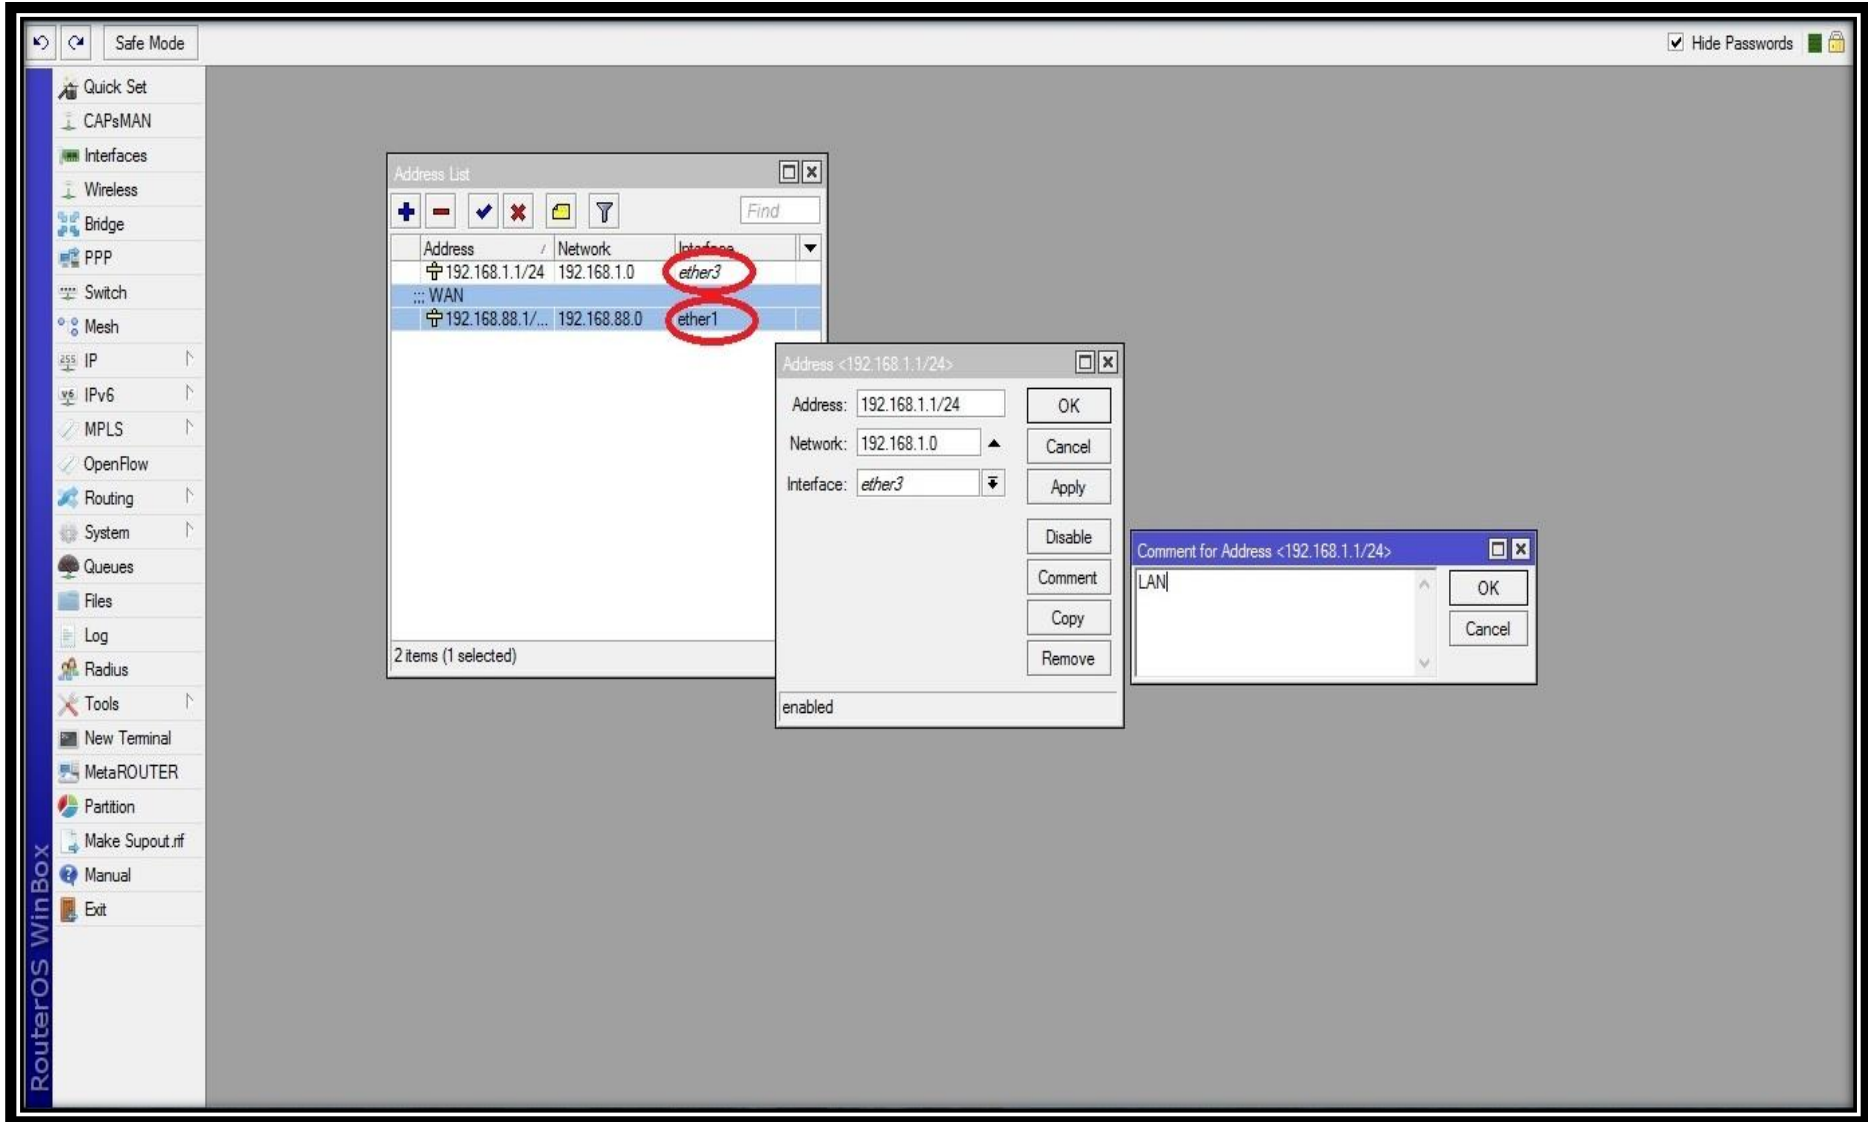 Safe Mode
Hide Passwords
Quick Set
CAPsMAN
Interfaces
Wireless
Bridge
PPP
Switch
Mesh
IP
IPv6
MPLS
OpenFlow
Routing
System
Queues
Files
Log
Radius
Tools
New Terminal
MetaROUTER
Partition
Make Supout.rif
Manual
Exit
RouterOS WinBox
Address List
Find
Address / Network Interface
192.168.1.1/24 192.168.1.0 ether3
::: WAN
192.168.88.1/... 192.168.88.0 ether1
2 items (1 selected)
Address <192.168.1.1/24>
Address: 192.168.1.1/24
Network: 192.168.1.0
Interface: ether3
OK
Cancel
Apply
Disable
Comment
Copy
Remove
enabled
Comment for Address <192.168.1.1/24>
LAN
OK
Cancel